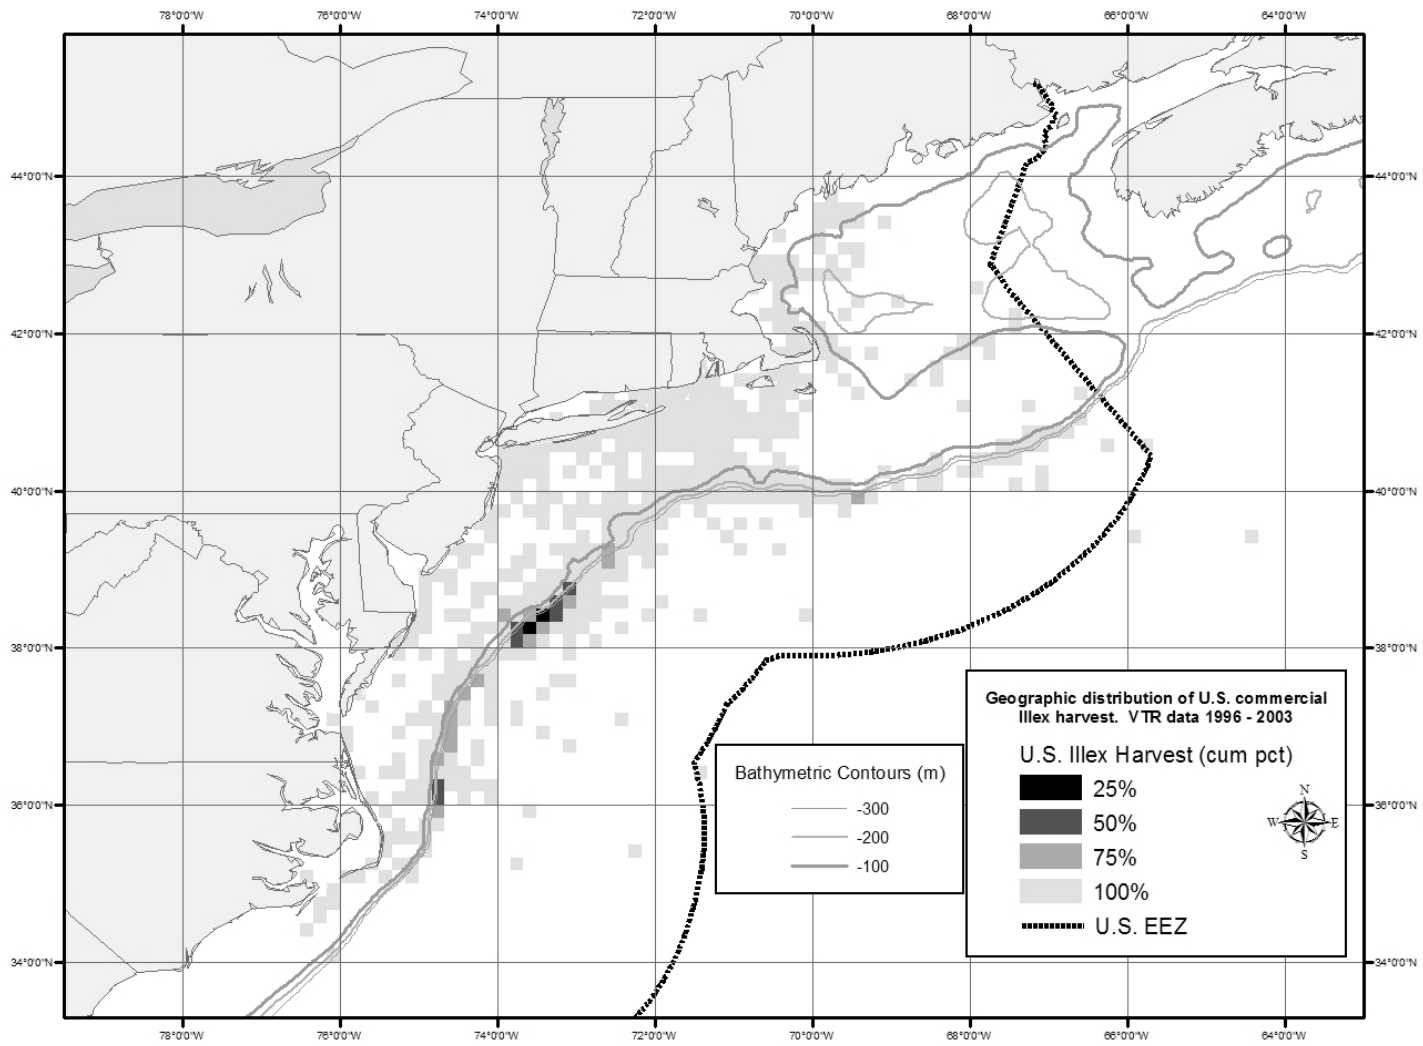 78°0'0"W 76°0'0"W 74°0'0"W 72°0'0"W 70°0'0"W 68°0'0"W 66°0'0"W 64°0'0"W
44°0'0"N 44°0'0"N
42°0'0"N 42°0'0"N
40°0'0"N 40°0'0"N
38°0'0"N 38°0'0"N
36°0'0"N 36°0'0"N
34°0'0"N 34°0'0"N
Bathymetric Contours (m)
-300
-200
-100
Geographic distribution of U.S. commercial
Illex harvest. VTR data 1996 - 2003
U.S. Illex Harvest (cum pct)
25%
50%
75%
100%
U.S. EEZ
N
W E
S
78°0'0"W 76°0'0"W 74°0'0"W 72°0'0"W 70°0'0"W 68°0'0"W 66°0'0"W 64°0'0"W